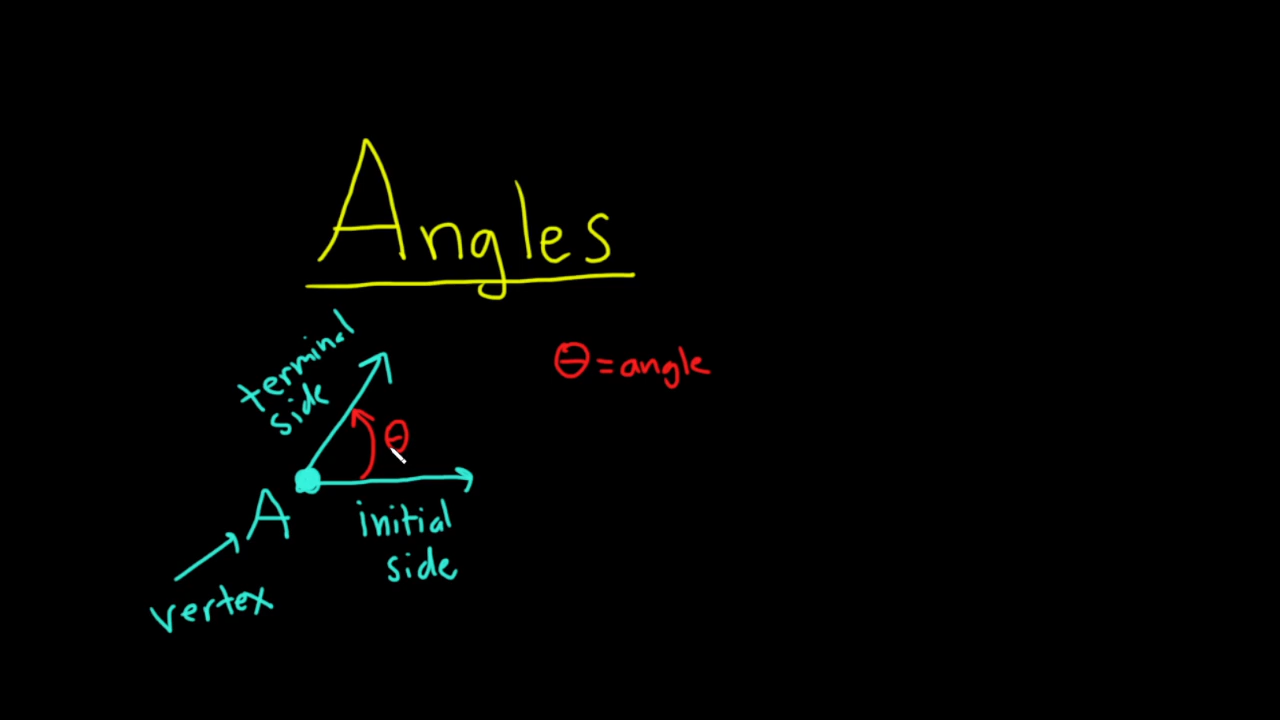 Angles
terminal
side
θ = angle
θ
A
initial
side
vertex